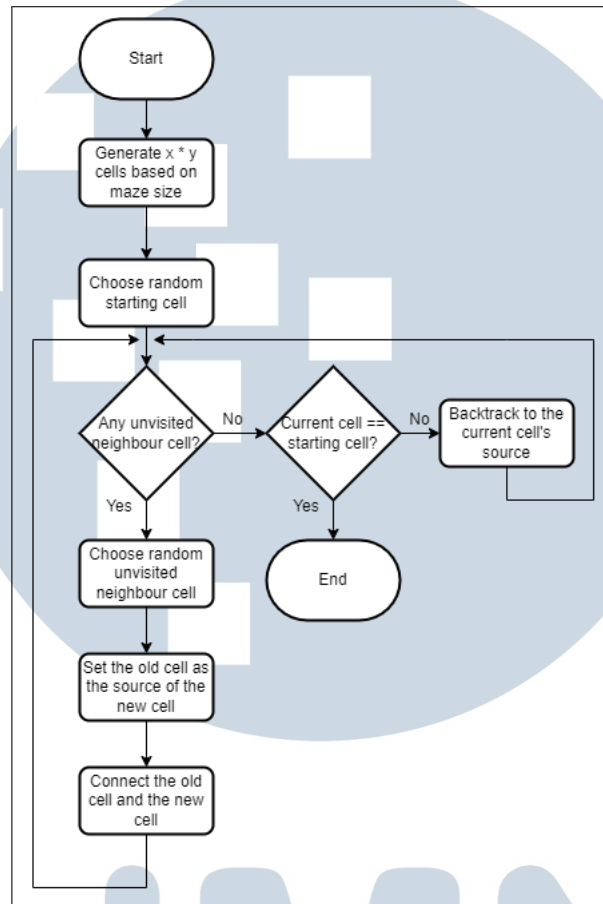 Start
Generate x * y
cells based on
maze size
Choose random
starting cell
Any unvisited
neighbour cell?
No
Current cell ==
starting cell?
No
Backtrack to the
current cell's
source
Yes
Yes
Choose random
unvisited
neighbour cell
End
Set the old cell as
the source of the
new cell
Connect the old
cell and the new
cell